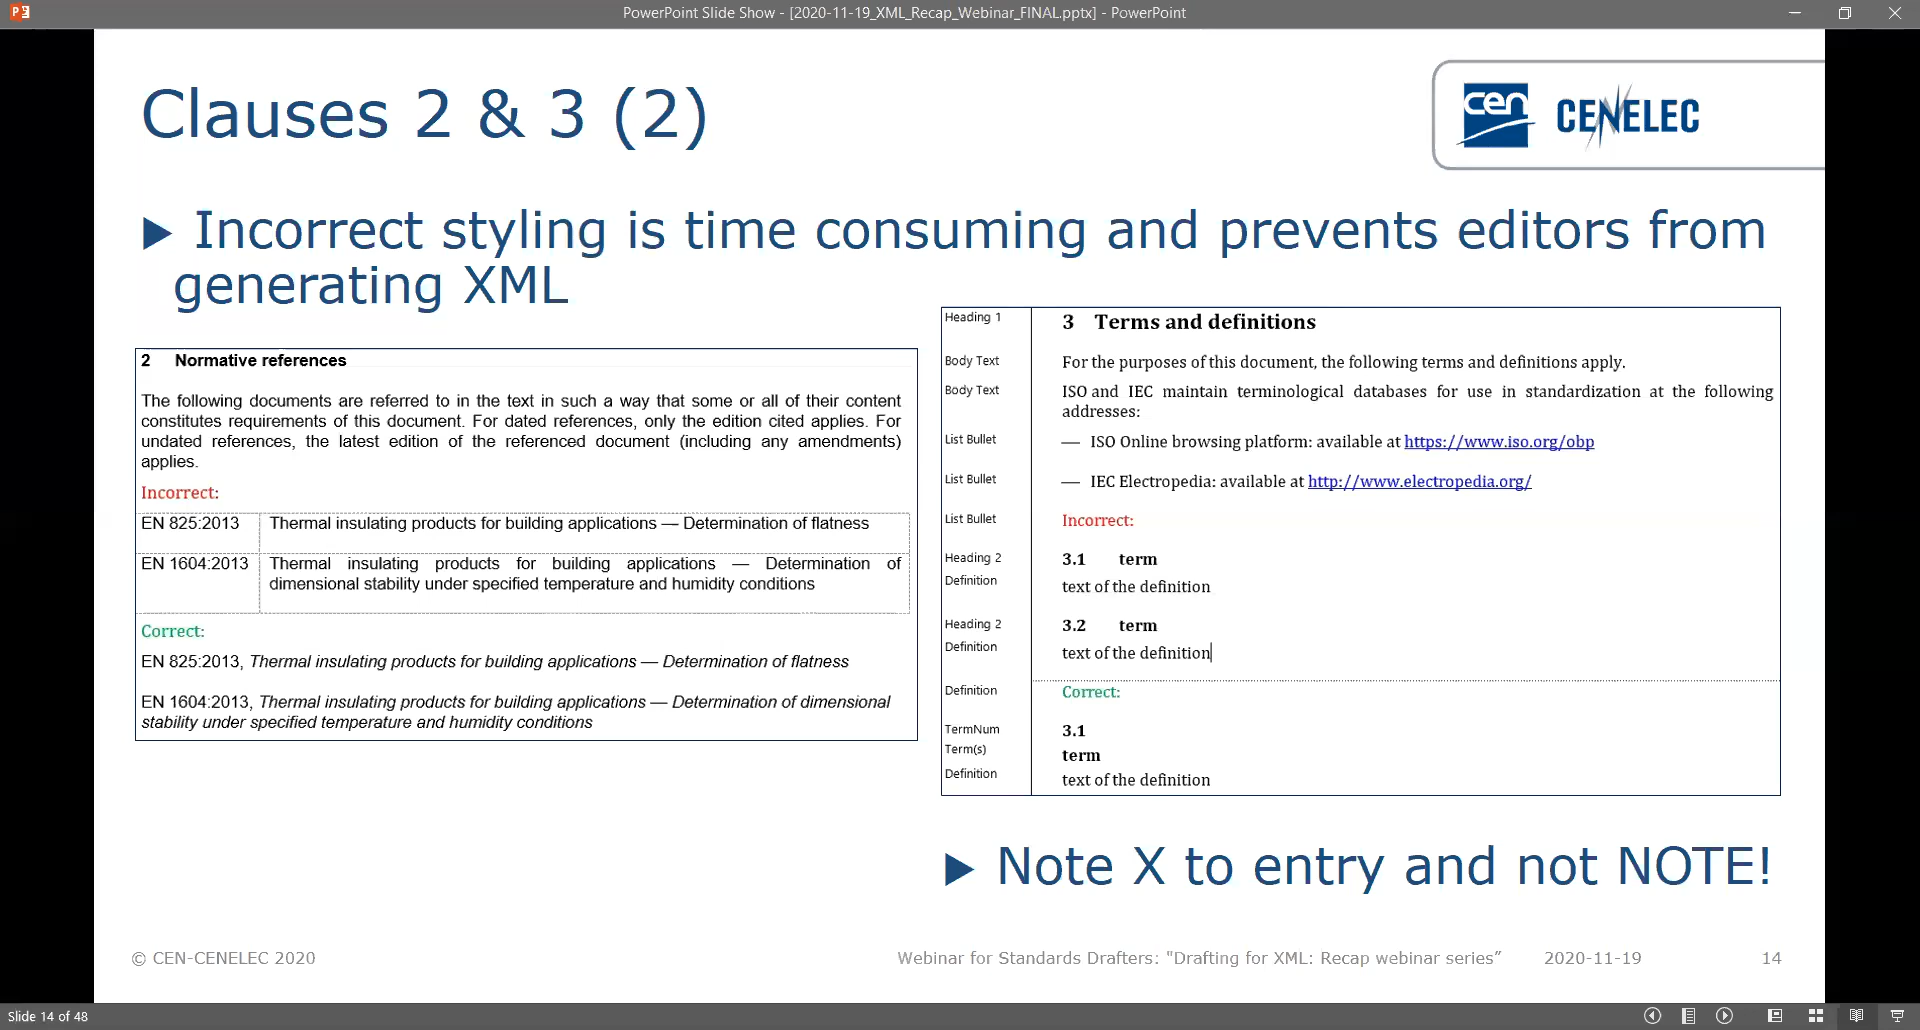 PowerPoint Slide Show - [2020-11-19_XML_Recap_Webinar_FINAL.pptx] - PowerPoint
Clauses 2 & 3 (2)
cen
CENELEC
Incorrect styling is time consuming and prevents editors from
generating XML
2 Normative references
The following documents are referred to in the text in such a way that some or all of their content
constitutes requirements of this document. For dated references, only the edition cited applies. For
undated references, the latest edition of the referenced document (including any amendments)
applies.
Incorrect:
EN 825:2013 Thermal insulating products for building applications — Determination of flatness
EN 1604:2013 Thermal insulating products for building applications — Determination of
dimensional stability under specified temperature and humidity conditions
Correct:
EN 825:2013, Thermal insulating products for building applications — Determination of flatness
EN 1604:2013, Thermal insulating products for building applications — Determination of dimensional
stability under specified temperature and humidity conditions
Heading 1 3 Terms and definitions
Body Text For the purposes of this document, the following terms and definitions apply.
Body Text ISO and IEC maintain terminological databases for use in standardization at the following
addresses:
List Bullet — ISO Online browsing platform: available at https://www.iso.org/obp
List Bullet — IEC Electropedia: available at http://www.electropedia.org/
List Bullet Incorrect:
Heading 2 3.1 term
Definition text of the definition
Heading 2 3.2 term
Definition text of the definition
Definition Correct:
TermNum 3.1
Term(s) term
Definition text of the definition
Note X to entry and not NOTE!
© CEN-CENELEC 2020
Webinar for Standards Drafters: "Drafting for XML: Recap webinar series” 2020-11-19 14
Slide 14 of 48